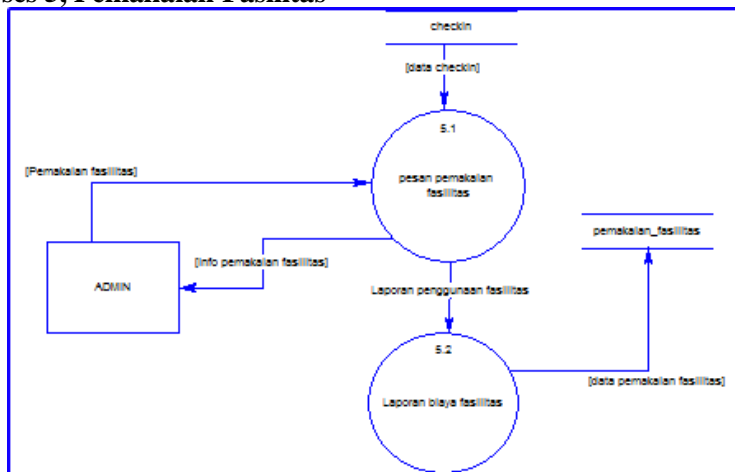 ses 5, Pemakaian Fasilitas
checkin
[data checkin]
5.1
pesan pemakaian
fasilitas
[Pemakaian fasilitas]
[info pemakaian fasilitas]
ADMIN
pemakaian_fasilitas
Laporan penggunaan fasilitas
5.2
Laporan biaya fasilitas
[data pemakaian fasilitas]